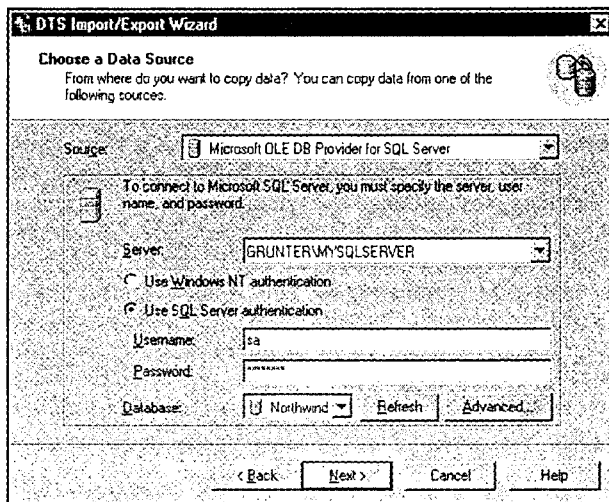 DTS Import/Export Wizard
Choose a Data Source
From where do you want to copy data? You can copy data from one of the
following sources.
Source: Microsoft OLE DB Provider for SQL Server
To connect to Microsoft SQL Server, you must specify the server, user
name, and password.
Server: GRUNTER\MYSQLSERVER
Use Windows NT authentication
Use SQL Server authentication
Username: sa
Password: *******
Database: Northwind Refresh Advanced...
< Back Next > Cancel Help